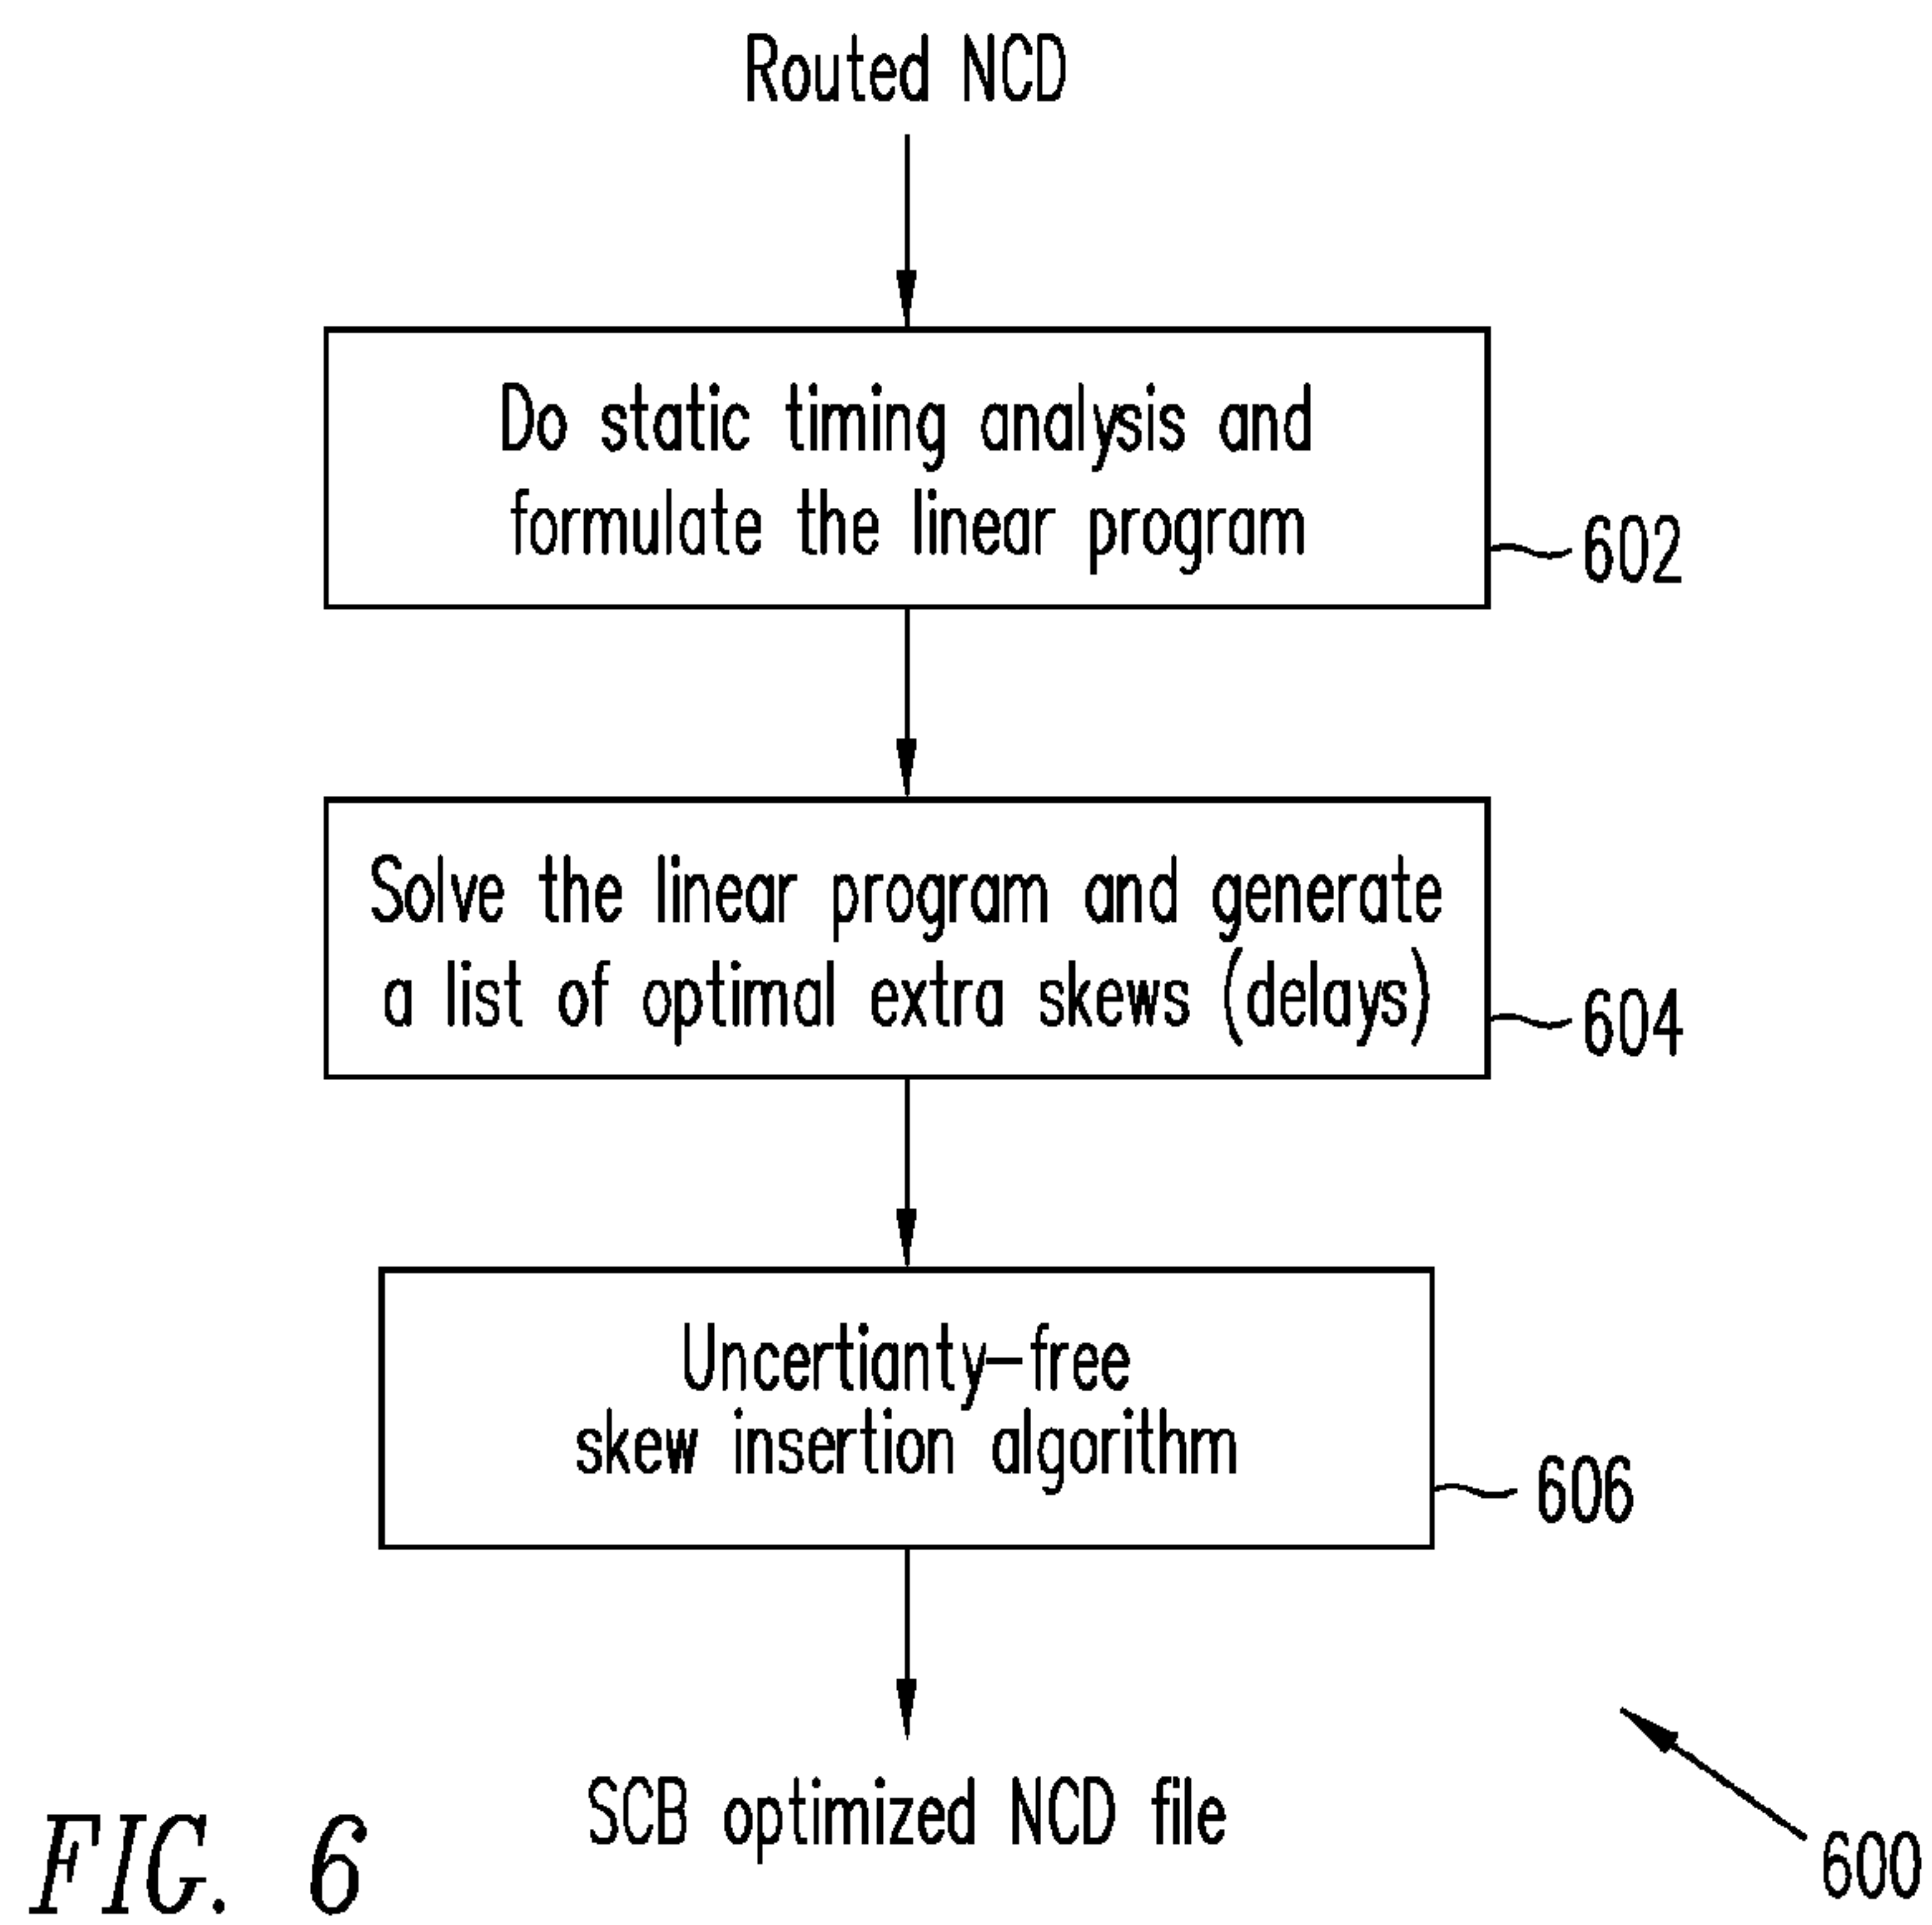 Routed NCD
Do static timing analysis and
formulate the linear program
602
Solve the linear program and generate
a list of optimal extra skews (delays)
604
Uncertianty-free
skew insertion algorithm
606
SCB optimized NCD file
600
FIG. 6